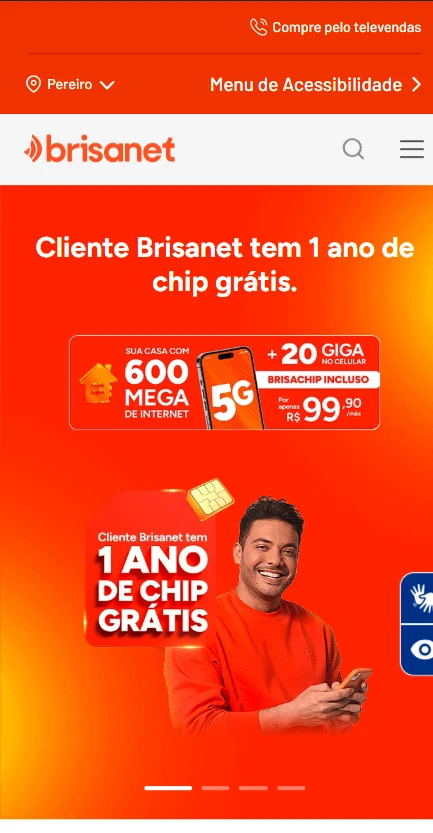 Compre pelo televendas
Pereiro
Menu de Acessibilidade
brisanet
Cliente Brisanet tem 1 ano de
chip grátis.
SUA CASA COM
600
MEGA
DE INTERNET
5G
+ 20 GIGA
NO CELULAR
BRISACHIP INCLUSO
Por
apenas
R$ 99,90
/mês
Cliente Brisanet tem
1 ANO
DE CHIP
GRÁTIS